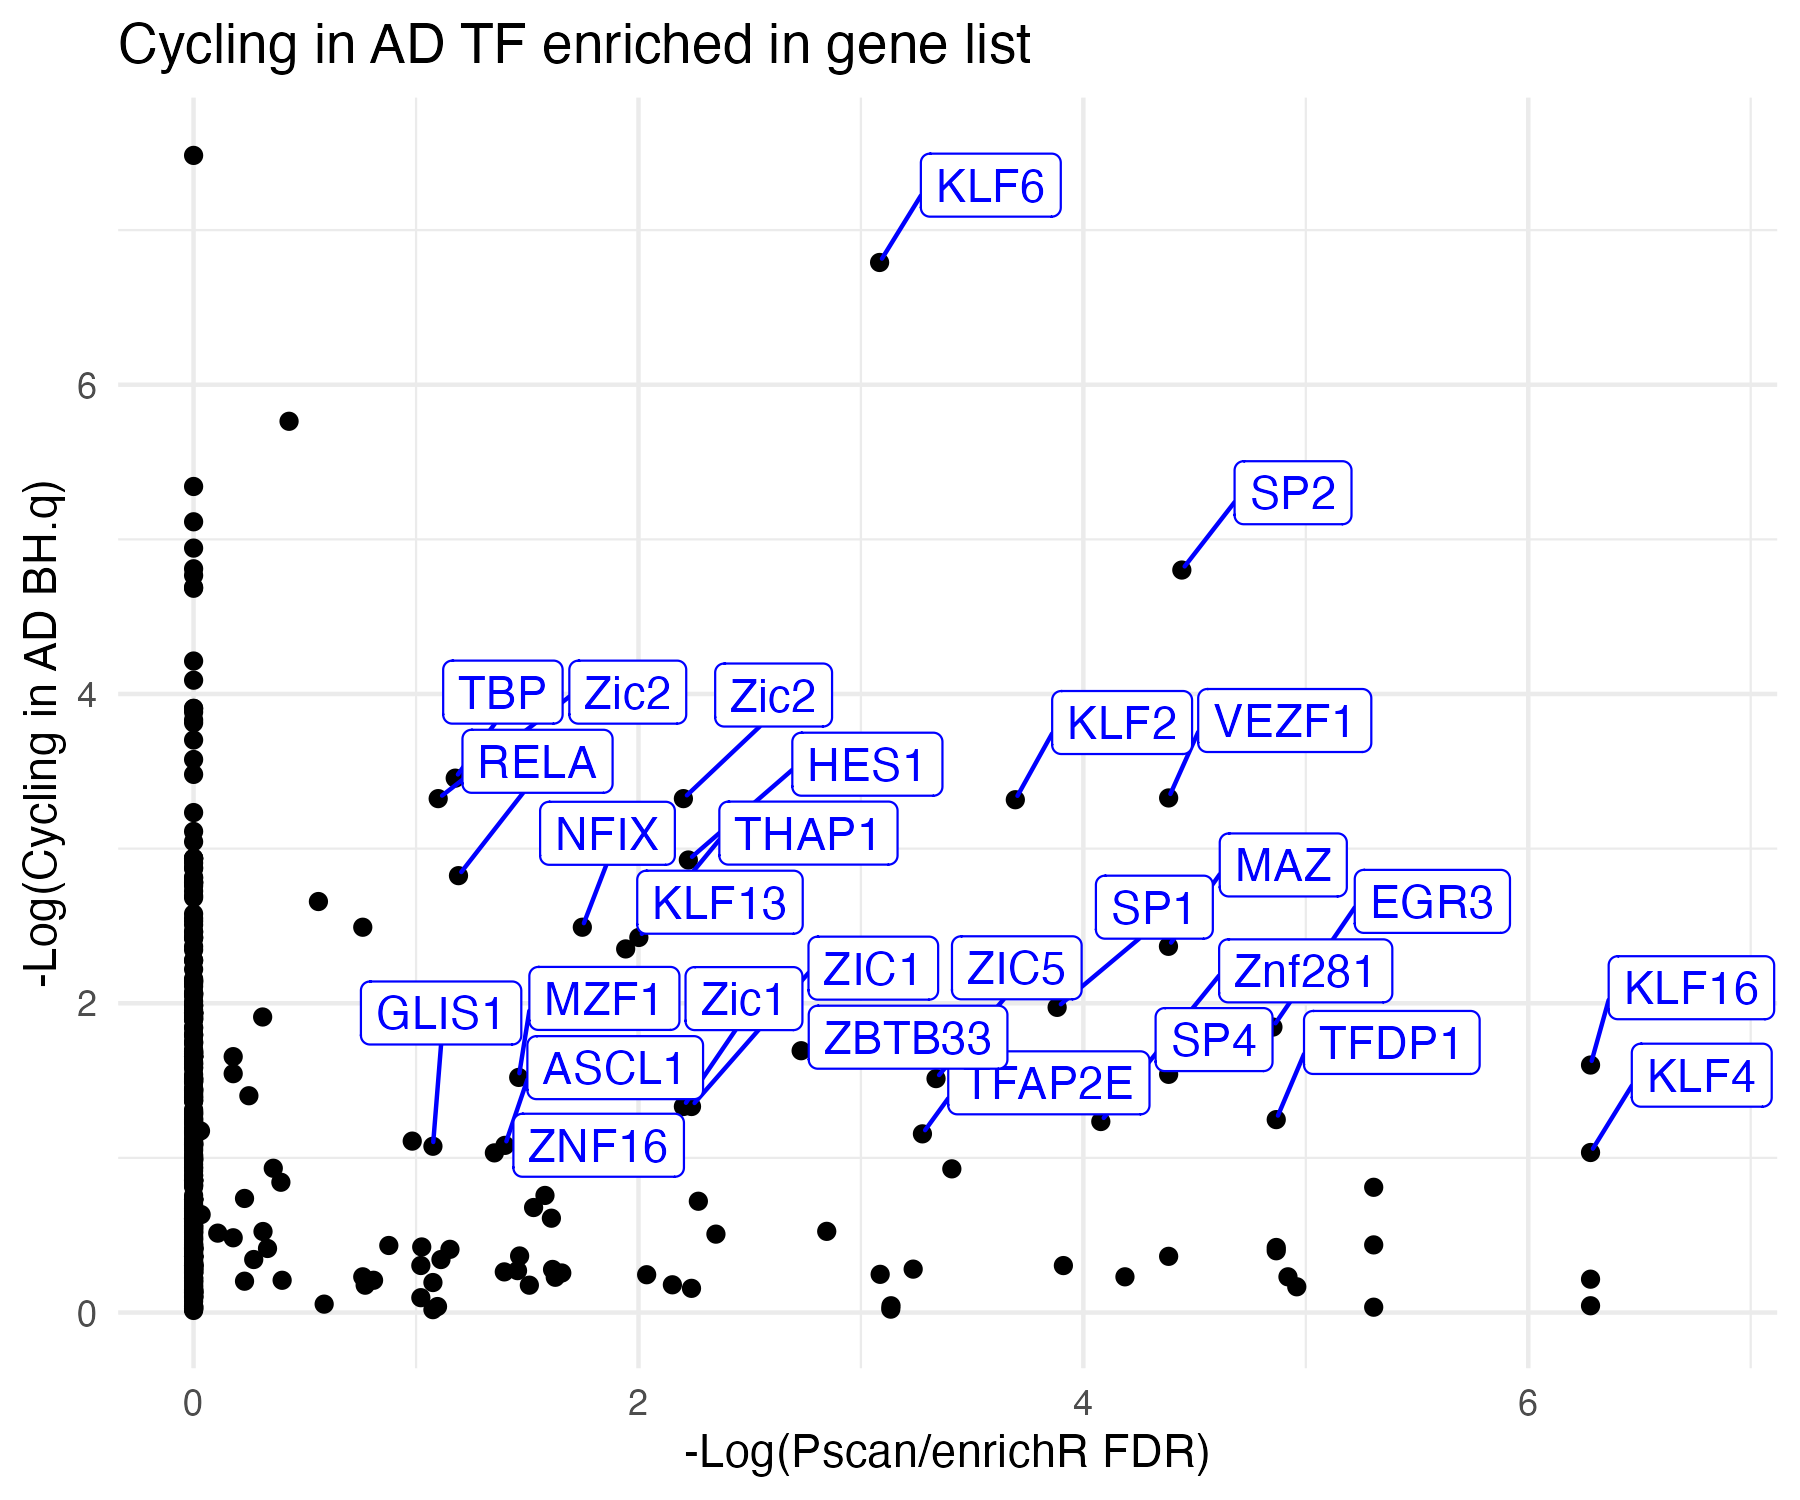 Cycling in AD TF enriched in gene list
KLF6
SP2
TBP
Zic2
Zic2
KLF2
VEZF1
RELA
HES1
NFIX
THAP1
MAZ
KLF13
SP1
EGR3
ZIC1
ZIC5
Znf281
KLF16
GLIS1
MZF1
Zic1
ZBTB33
SP4
TFDP1
ASCL1
TFAP2E
KLF4
ZNF16
6
4
2
0
0
2
4
6
-Log(Cycling in AD BH.q)
-Log(Pscan/enrichR FDR)